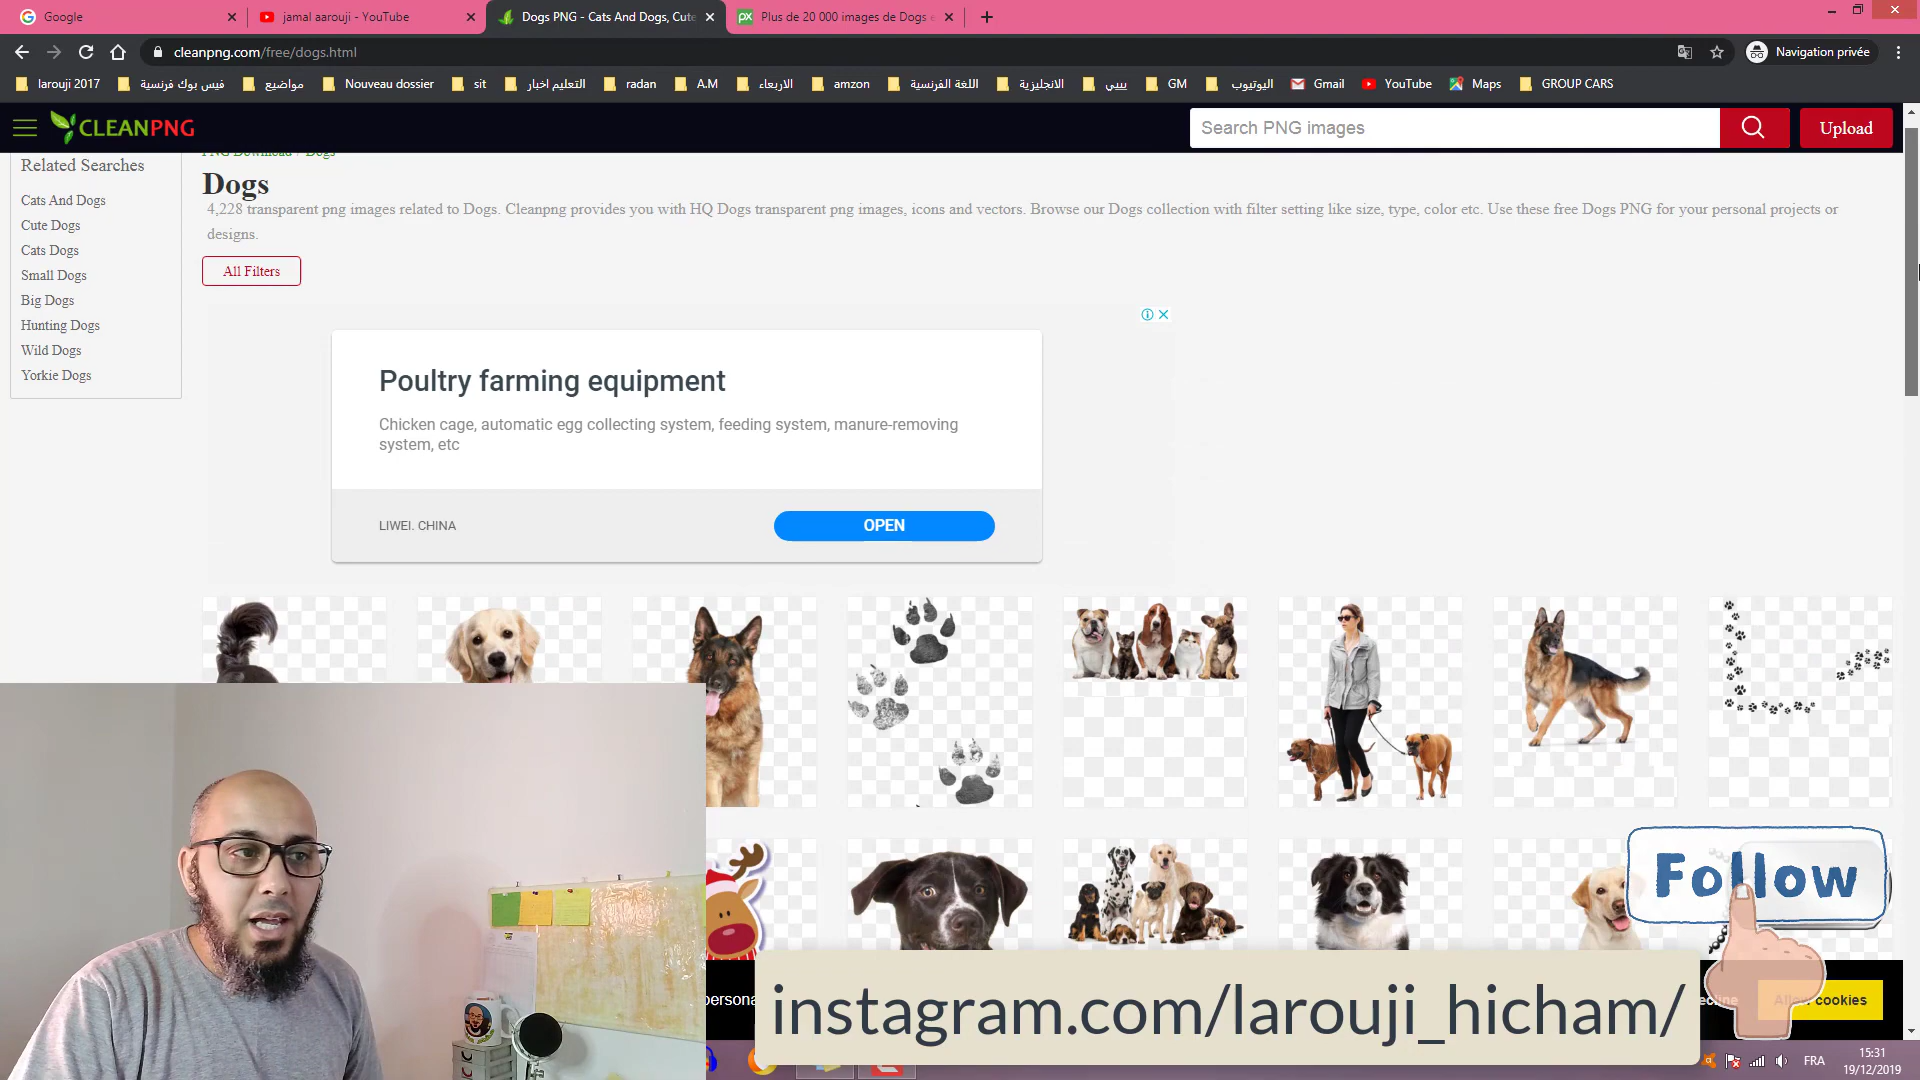 Google
jamal aarouji - YouTube
Dogs PNG - Cats And Dogs, Cute
Plus de 20 000 images de Dogs e
cleanpng.com/free/dogs.html
Navigation privée
larouji 2017
فيس بوك فرنسية
مواضيع
Nouveau dossier
sit
التعليم اخبار
radan
A.M
الاربعاء
amzon
اللغة الفرنسية
الانجليزية
GM
اليوتيوب
Gmail
YouTube
Maps
GROUP CARS
CLEANPNG
Search PNG images
Upload
PNG Download / Dogs
Related Searches
Cats And Dogs
Cute Dogs
Cats Dogs
Small Dogs
Big Dogs
Hunting Dogs
Wild Dogs
Yorkie Dogs
Dogs
4,228 transparent png images related to Dogs. Cleanpng provides you with HQ Dogs transparent png images, icons and vectors. Browse our Dogs collection with filter setting like size, type, color etc. Use these free Dogs PNG for your personal projects or
designs.
All Filters
Poultry farming equipment
Chicken cage, automatic egg collecting system, feeding system, manure-removing
system, etc
LIWEI. CHINA
OPEN
Follow
persona
cline
cookies
instagram.com/larouji_hicham/
FRA
15:31
19/12/2019